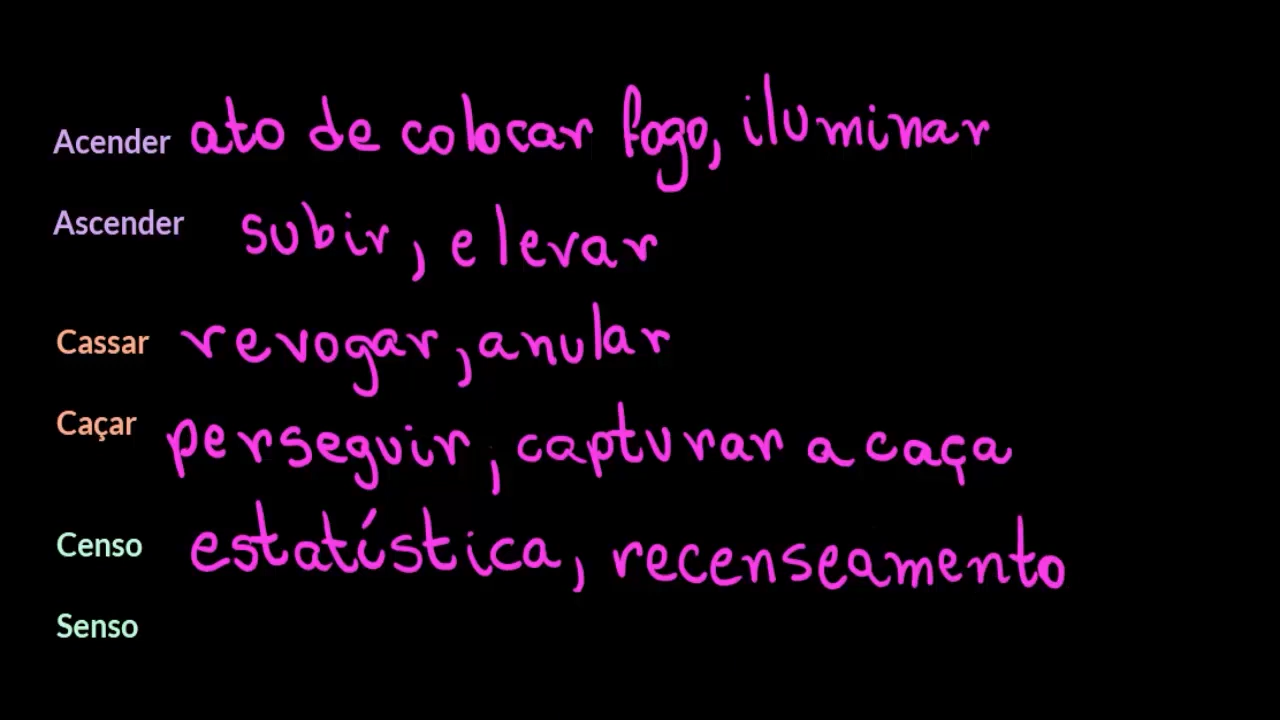 Acender ato de colocar fogo, iluminar
Ascender subir, elevar
Cassar revogar, anular
Caçar perseguir, capturar a caça
Censo estatística, recenseamento
Senso